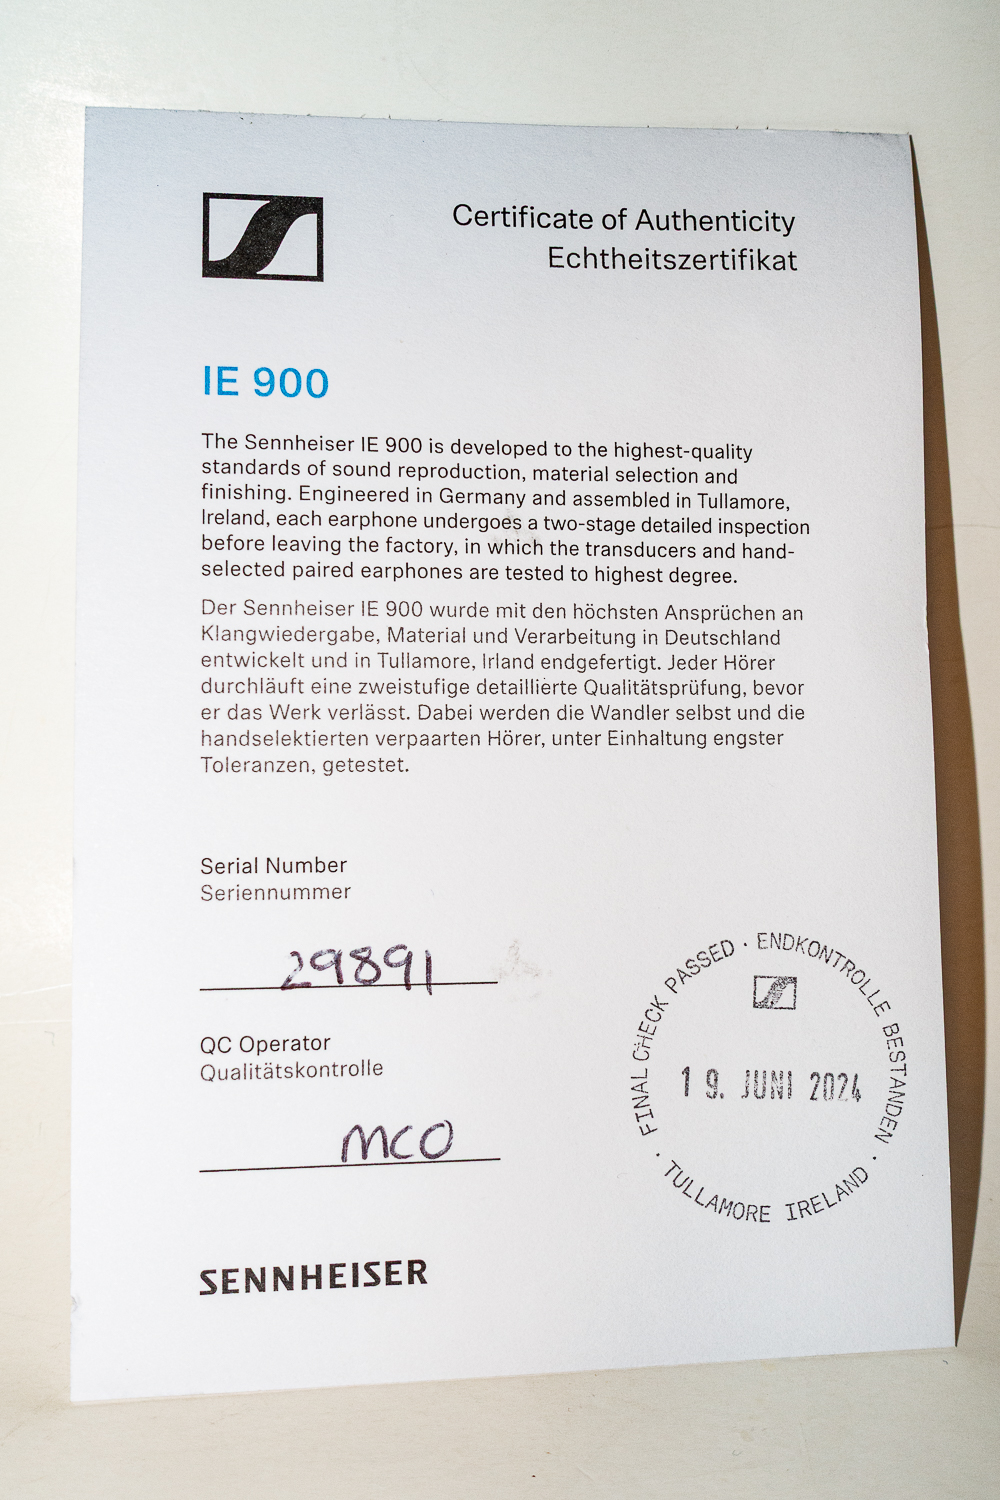 Certificate of Authenticity
Echtheitszertifikat
IE 900
The Sennheiser IE 900 is developed to the highest-quality
standards of sound reproduction, material selection and
finishing. Engineered in Germany and assembled in Tullamore,
Ireland, each earphone undergoes a two-stage detailed inspection
before leaving the factory, in which the transducers and hand-
selected paired earphones are tested to highest degree.
Der Sennheiser IE 900 wurde mit den höchsten Ansprüchen an
Klangwiedergabe, Material und Verarbeitung in Deutschland
entwickelt und in Tullamore, Irland endgefertigt. Jeder Hörer
durchläuft eine zweistufige detaillierte Qualitätsprüfung, bevor
er das Werk verlässt. Dabei werden die Wandler selbst und die
handselektierten verpaarten Hörer, unter Einhaltung engster
Toleranzen, getestet.
Serial Number
Seriennummer
29891
QC Operator
Qualitätskontrolle
MCO
FINAL CHECK PASSED · ENDKONTROLLE BESTANDEN ·
19. JUNI 2024
· TULLAMORE IRELAND
SENNHEISER